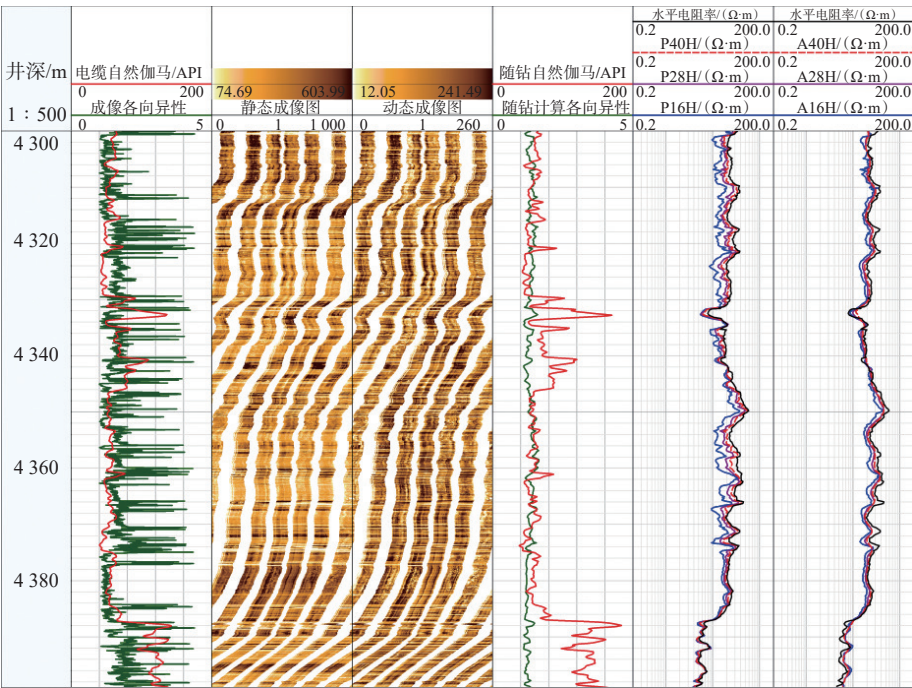 井深/m
1 : 500
电缆自然伽马/API
0 200
成像各向异性
0 5
74.69 603.99
静态成像图
0 1 1 000
12.05 241.49
动态成像图
0 1 260
随钻自然伽马/API
0 200
随钻计算各向异性
0 5
水平电阻率/(Ω·m)
0.2 200.0
P40H/(Ω·m)
0.2 200.0
P28H/(Ω·m)
0.2 200.0
P16H/(Ω·m)
0.2 200.0
水平电阻率/(Ω·m)
0.2 200.0
A40H/(Ω·m)
0.2 200.0
A28H/(Ω·m)
0.2 200.0
A16H/(Ω·m)
0.2 200.0
4 300
4 320
4 340
4 360
4 380